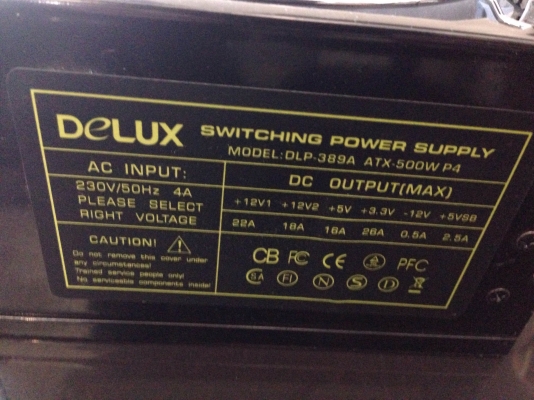 DeLUX SWITCHING POWER SUPPLY
MODEL:DLP-389A ATX-500W P4
AC INPUT:
230V/50Hz 4A
PLEASE SELECT
RIGHT VOLTAGE
DC OUTPUT(MAX)
+12V1 +12V2 +5V +3.3V -12V +5VSB
22A 18A 16A 26A 0.5A 2.5A
CAUTION!
Do not remove this cover under
any circumstances!
Trained service people only!
No serviceable components inside!
CB FC CE PFC
SA FI N S D